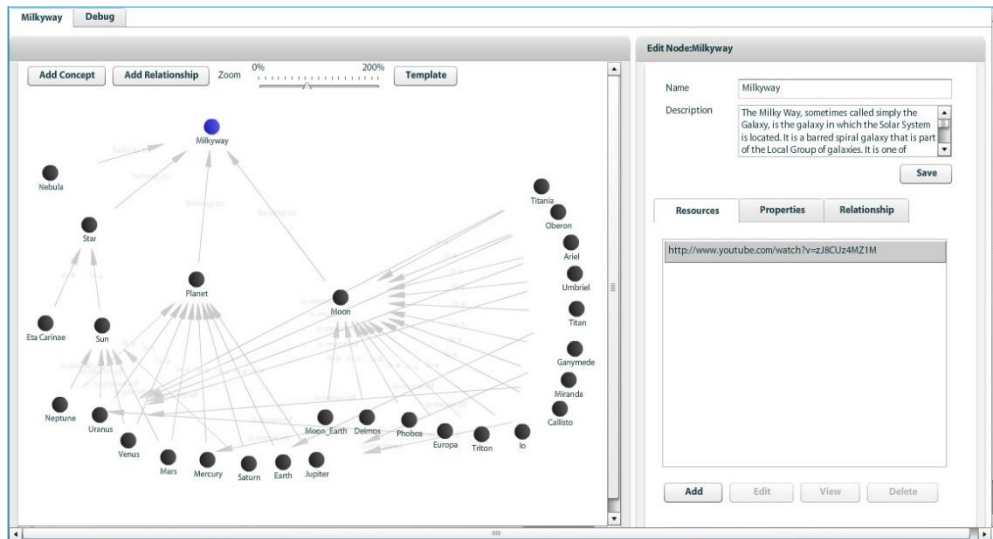 Milkyway Debug
Edit Node:Milkyway
Add Concept Add Relationship Zoom 0% 200% Template
Name Milkyway
Description The Milky Way, sometimes called simply the
Galaxy, is the galaxy in which the Solar System
is located. It is a barred spiral galaxy that is part
of the Local Group of galaxies. It is one of
Save
Resources Properties Relationship
http://www.youtube.com/watch?v=zJ8CUz4MZ1M
Add Edit View Delete
Milkyway
Nebula
Titania
Oberon
Star
Ariel
Umbriel
Planet
Moon
Titan
Eta Carinae
Sun
Ganymede
Miranda
Callisto
Neptune
Uranus
Venus
Moon_Earth
Deimos
Phobos
Europa
Triton
Io
Mars
Mercury
Saturn
Earth
Jupiter